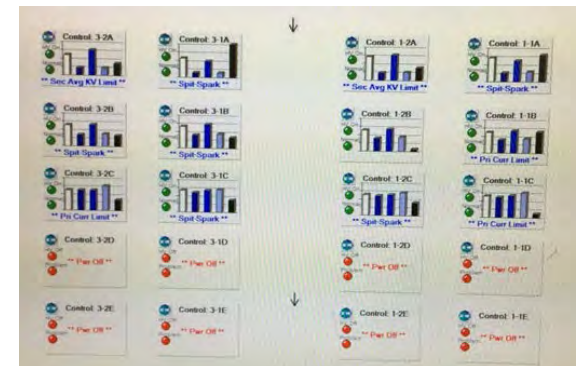 Control: 3-2A
** Sec Avg KV Limit **
Control: 3-1A
** Spit-Spark **
Control: 1-2A
** Sec Avg KV Limit **
Control: 1-1A
** Spit-Spark **
Control: 3-2B
** Spit-Spark **
Control: 3-1B
** Spit-Spark **
Control: 1-2B
Control: 1-1B
** Pri Curr Limit **
Control: 3-2C
** Pri Curr Limit **
Control: 3-1C
** Spit-Spark **
Control: 1-2C
** Spit-Spark **
Control: 1-1C
** Pri Curr Limit **
Control: 3-2D
** Pwr Off **
Control: 3-1D
** Pwr Off **
Control: 1-2D
** Pwr Off **
Control: 1-1D
** Pwr Off **
Control: 3-2E
** Pwr Off **
Control: 3-1E
** Pwr Off **
Control: 1-2E
** Pwr Off **
Control: 1-1E
** Pwr Off **